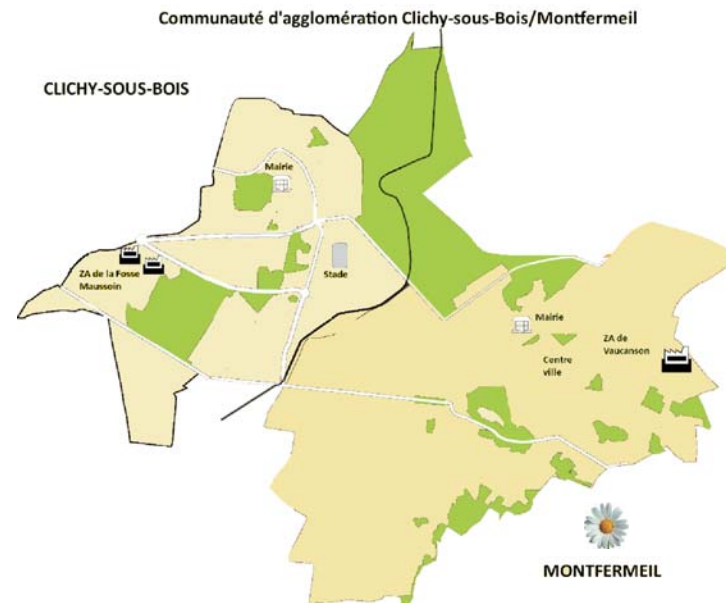 Communauté d'agglomération Clichy-sous-Bois/Montfermeil
CLICHY-SOUS-BOIS
Mairie
ZA de la Fosse
Maussoin
Stade
Mairie
Centre
ville
ZA de
Vaucanson
MONTFERMEIL